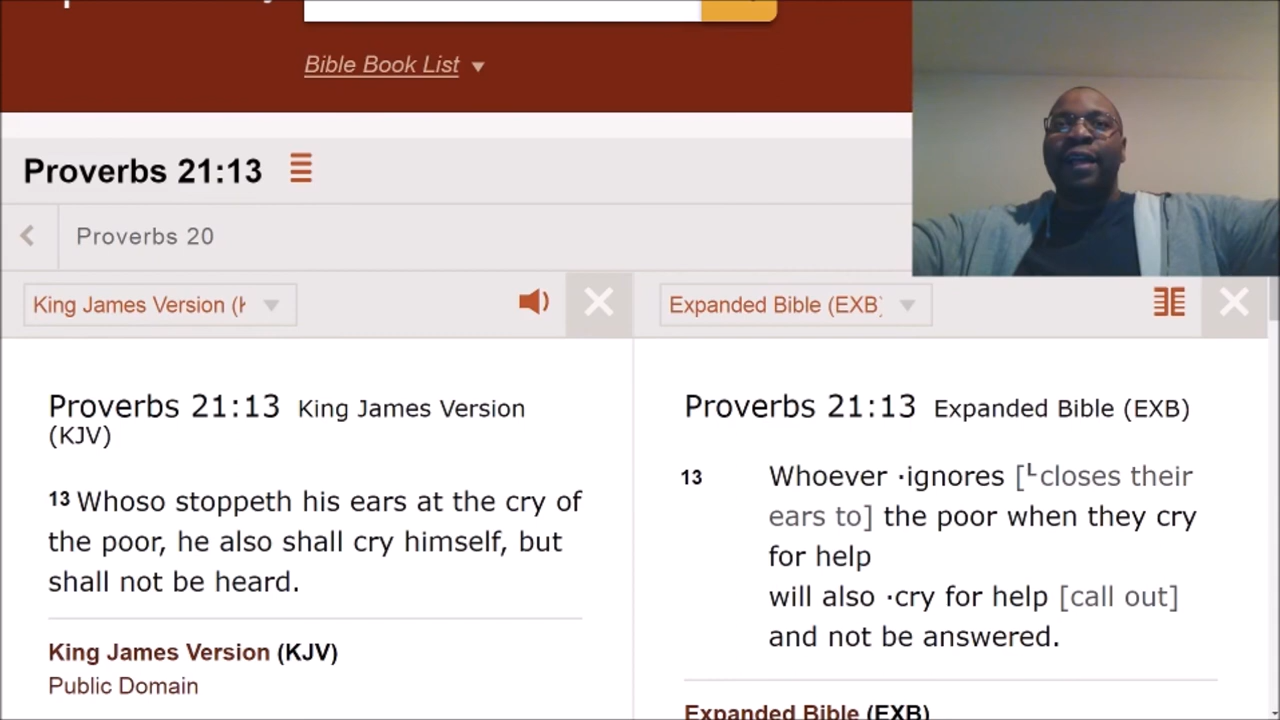 Bible Book List
Proverbs 21:13
Proverbs 20
King James Version (K
Expanded Bible (EXB)
Proverbs 21:13 King James Version
(KJV)
13 Whoso stoppeth his ears at the cry of
the poor, he also shall cry himself, but
shall not be heard.
King James Version (KJV)
Public Domain
Proverbs 21:13 Expanded Bible (EXB)
13 Whoever ·ignores [└closes their
ears to] the poor when they cry
for help
will also ·cry for help [call out]
and not be answered.
Expanded Bible (EXB)